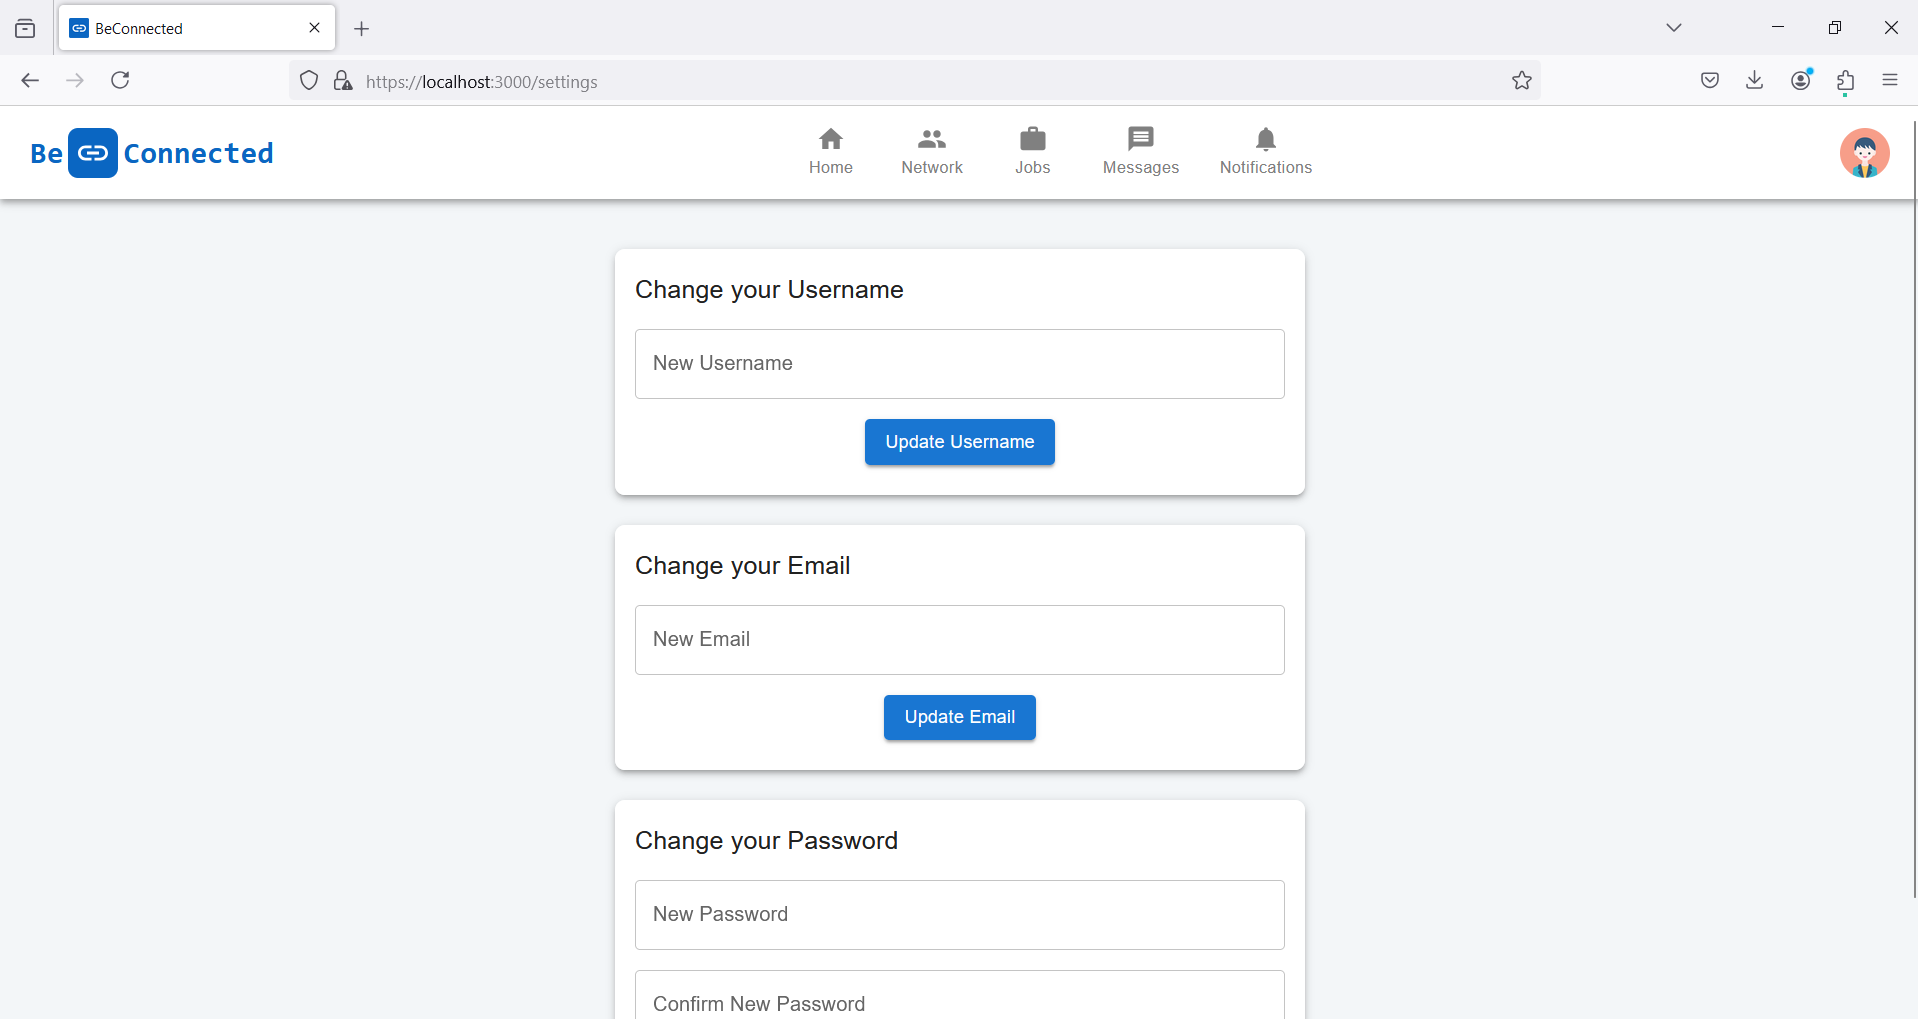 BeConnected
https://localhost:3000/settings
Be Connected
Home Network Jobs Messages Notifications
Change your Username
New Username
Update Username
Change your Email
New Email
Update Email
Change your Password
New Password
Confirm New Password